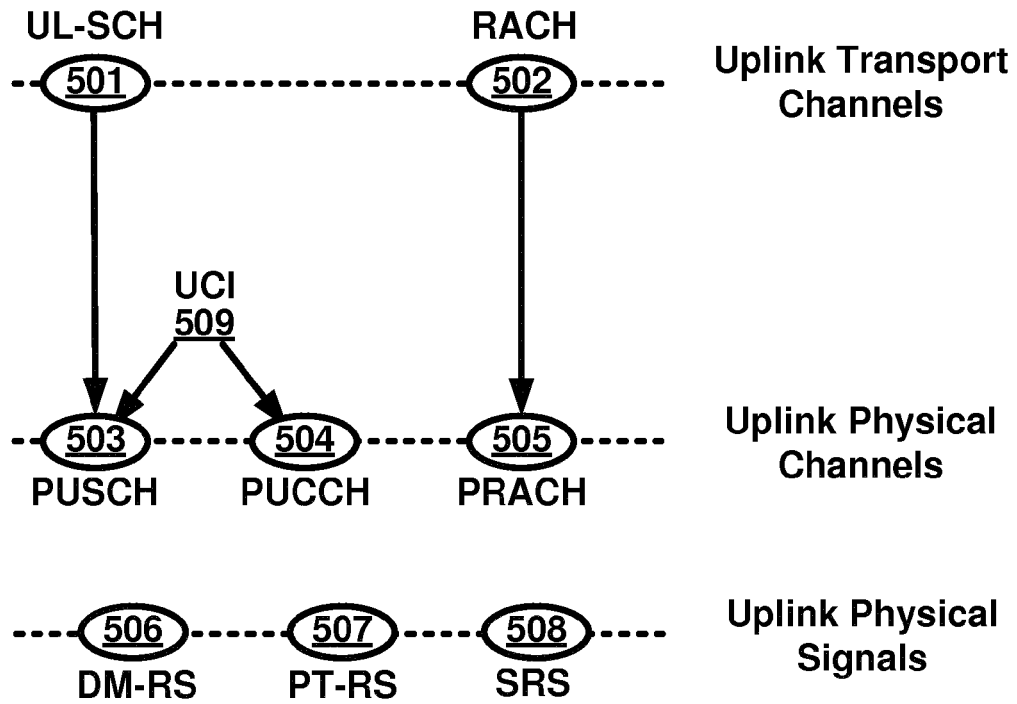 UL-SCH
RACH
501
502
Uplink Transport
Channels
UCI
509
503
504
505
Uplink Physical
Channels
PUSCH
PUCCH
PRACH
506
507
508
Uplink Physical
Signals
DM-RS
PT-RS
SRS